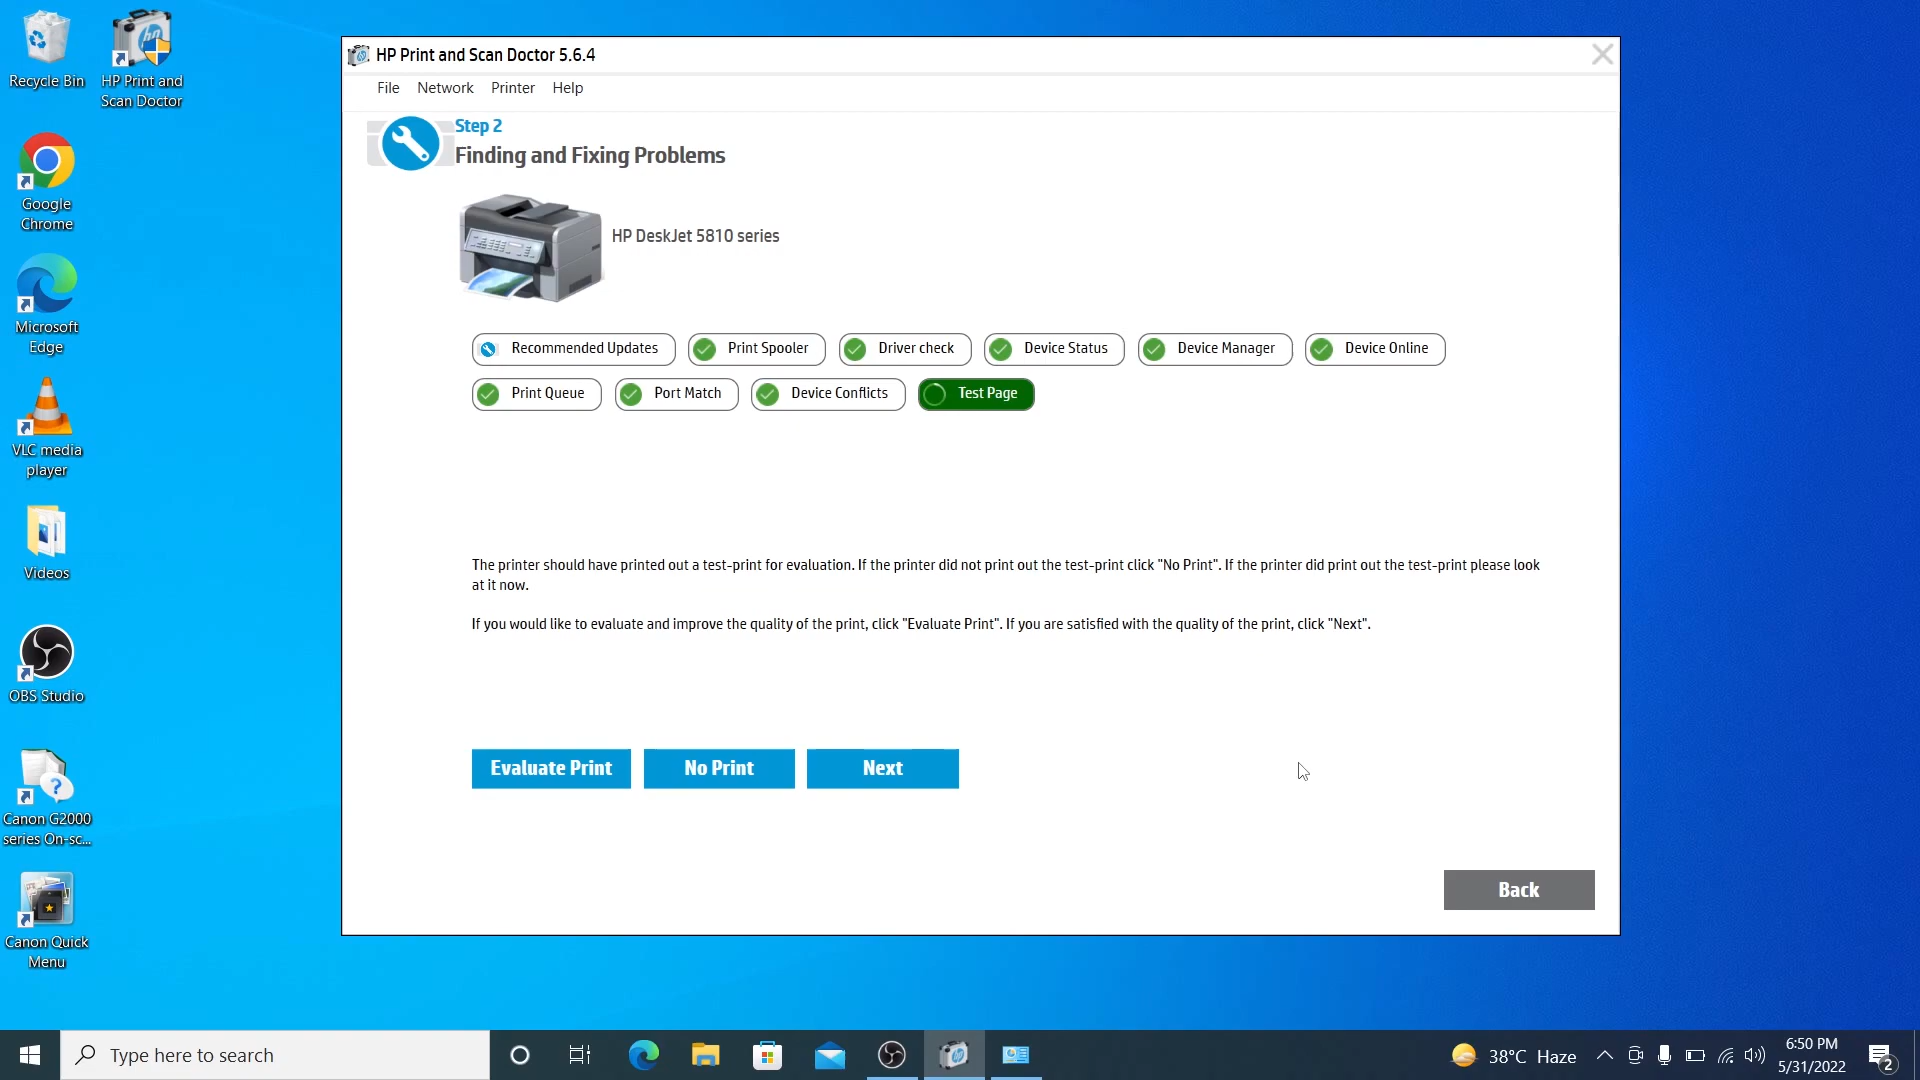 Recycle Bin
HP Print and
Scan Doctor
Google
Chrome
Microsoft
Edge
VLC media
player
Videos
OBS Studio
Canon G2000
series On-sc...
Canon Quick
Menu
HP Print and Scan Doctor 5.6.4
File Network Printer Help
Step 2
Finding and Fixing Problems
HP DeskJet 5810 series
Recommended Updates Print Spooler Driver check Device Status Device Manager Device Online
Print Queue Port Match Device Conflicts Test Page
The printer should have printed out a test-print for evaluation. If the printer did not print out the test-print click "No Print". If the printer did print out the test-print please look
at it now.
If you would like to evaluate and improve the quality of the print, click "Evaluate Print". If you are satisfied with the quality of the print, click "Next".
Evaluate Print No Print Next
Back
Type here to search
38°C Haze
6:50 PM
5/31/2022
2